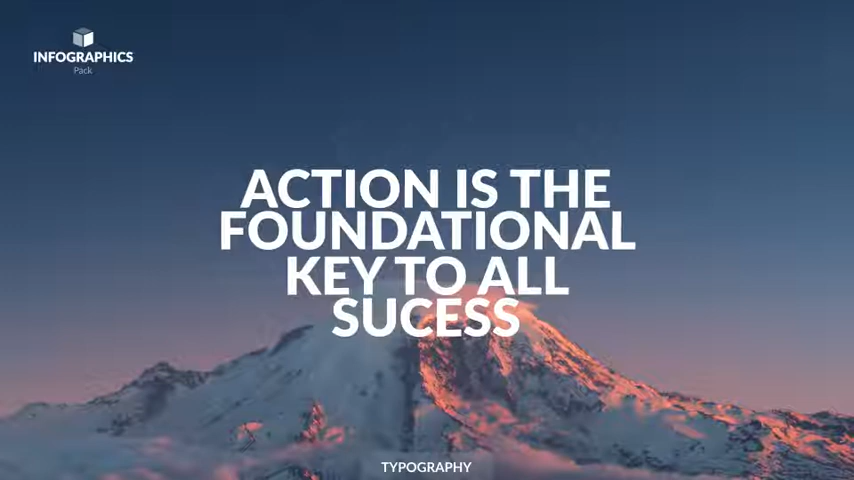 INFOGRAPHICS
Pack
ACTION IS THE
FOUNDATIONAL
KEY TO ALL
SUCESS
TYPOGRAPHY